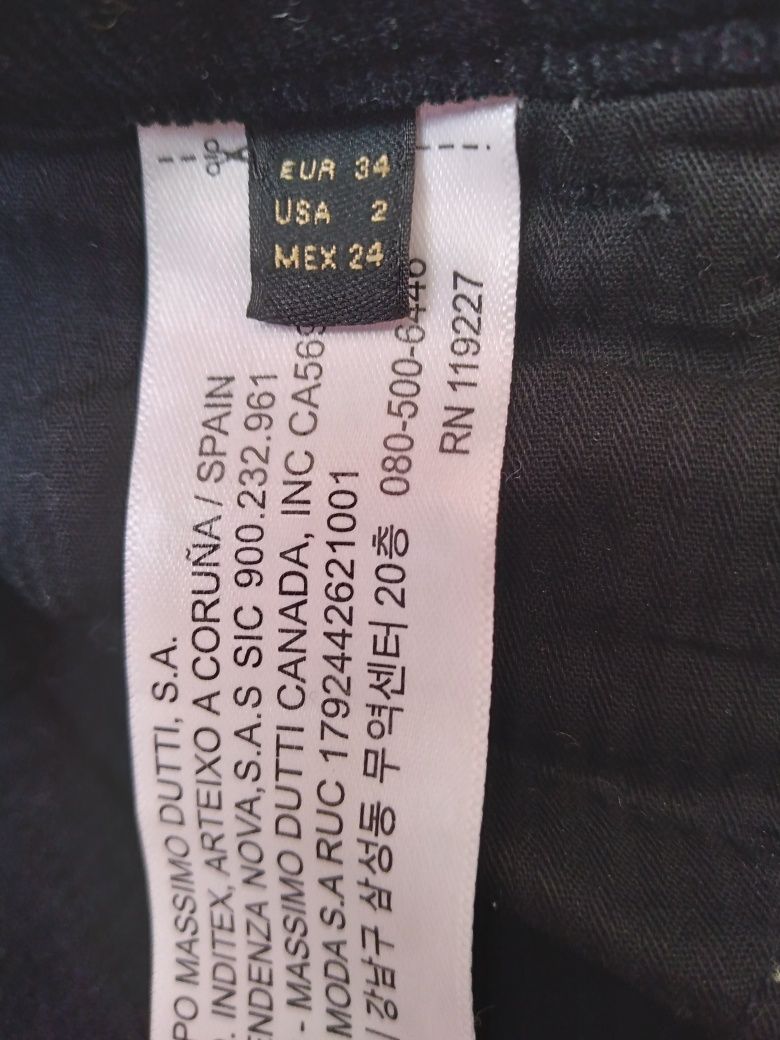 EUR 34
USA 2
MEX 24
PO MASSIMO DUTTI, S.A.
. INDITEX, ARTEIXO A CORUÑA / SPAIN
ENDENZA NOVA,S.A.S SIC 900.232.961
- MASSIMO DUTTI CANADA, INC CA569
MODA S.A RUC 1792442621001
/ 강남구 삼성동 무역센터 20층 080-500-6446
RN 119227